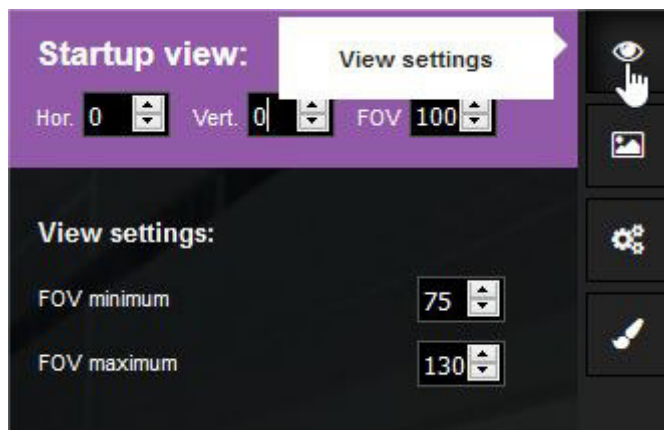 Startup view:
View settings
Hor. 0 Vert. 0 FOV 100
View settings:
FOV minimum 75
FOV maximum 130